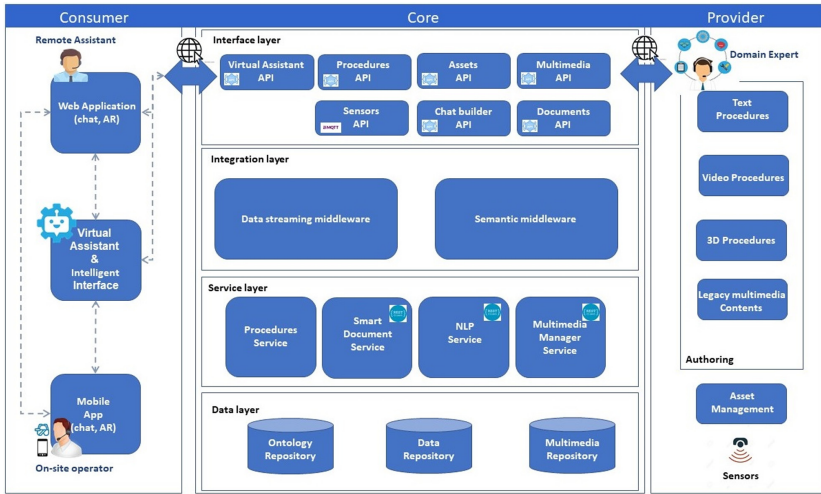 Consumer
Core
Provider
Remote Assistant
Web Application
(chat, AR)
Virtual
Assistant
&
Intelligent
Interface
Mobile
App
(chat, AR)
On-site operator
Interface layer
Virtual Assistant
API
Procedures
API
Assets
API
Multimedia
API
Sensors
API
Chat builder
API
Documents
API
Integration layer
Data streaming middleware
Semantic middleware
Service layer
Procedures
Service
Smart
Document
Service
NLP
Service
Multimedia
Manager
Service
Data layer
Ontology
Repository
Data
Repository
Multimedia
Repository
Domain Expert
Text
Procedures
Video Procedures
3D Procedures
Legacy multimedia
Contents
Authoring
Asset
Management
Sensors